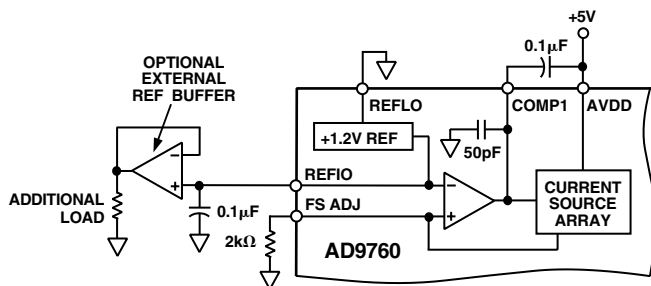 +5V
0.1µF
OPTIONAL
EXTERNAL
REF BUFFER
REFLO
COMP1
AVDD
+1.2V REF
50pF
–
+
REFIO
–
+
CURRENT
SOURCE
ARRAY
ADDITIONAL
LOAD
0.1µF
FS ADJ
2kΩ
AD9760